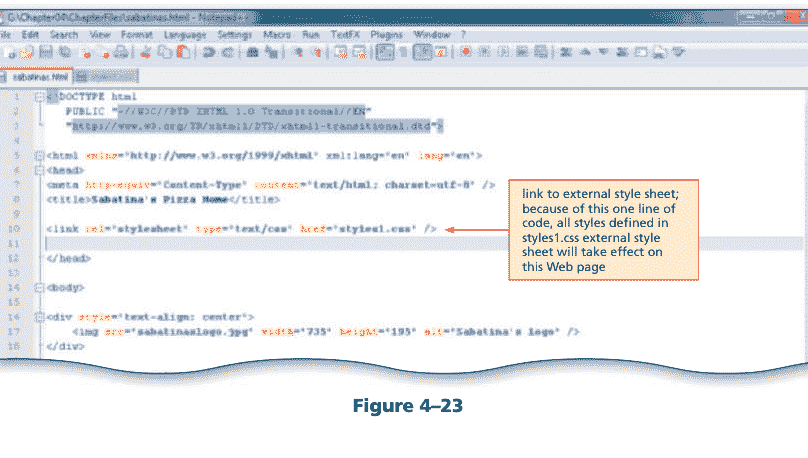 G:\Chapter04\ChapterFiles\sabatinas.html - Notepad++
File Edit Search View Format Language Settings Macro Run TextFX Plugins Window ?
sabatinas.html
1 <!DOCTYPE html
2 PUBLIC "-//W3C//DTD XHTML 1.0 Transitional//EN"
3 "http://www.w3.org/TR/xhtml1/DTD/xhtml1-transitional.dtd">
4
5 <html xmlns="http://www.w3.org/1999/xhtml" xml:lang="en" lang="en">
6 <head>
7 <meta http-equiv="Content-Type" content="text/html; charset=utf-8" />
8 <title>Sabatina's Pizza Home</title>
9
10 <link rel="stylesheet" type="text/css" href="styles1.css" />
11
12 </head>
13
14 <body>
15
16 <div style="text-align: center">
17 <img src="sabatinaslogo.jpg" width="735" height="195" alt="Sabatina's logo" />
18 </div>
link to external style sheet;
because of this one line of
code, all styles defined in
styles1.css external style
sheet will take effect on
this Web page
Figure 4–23